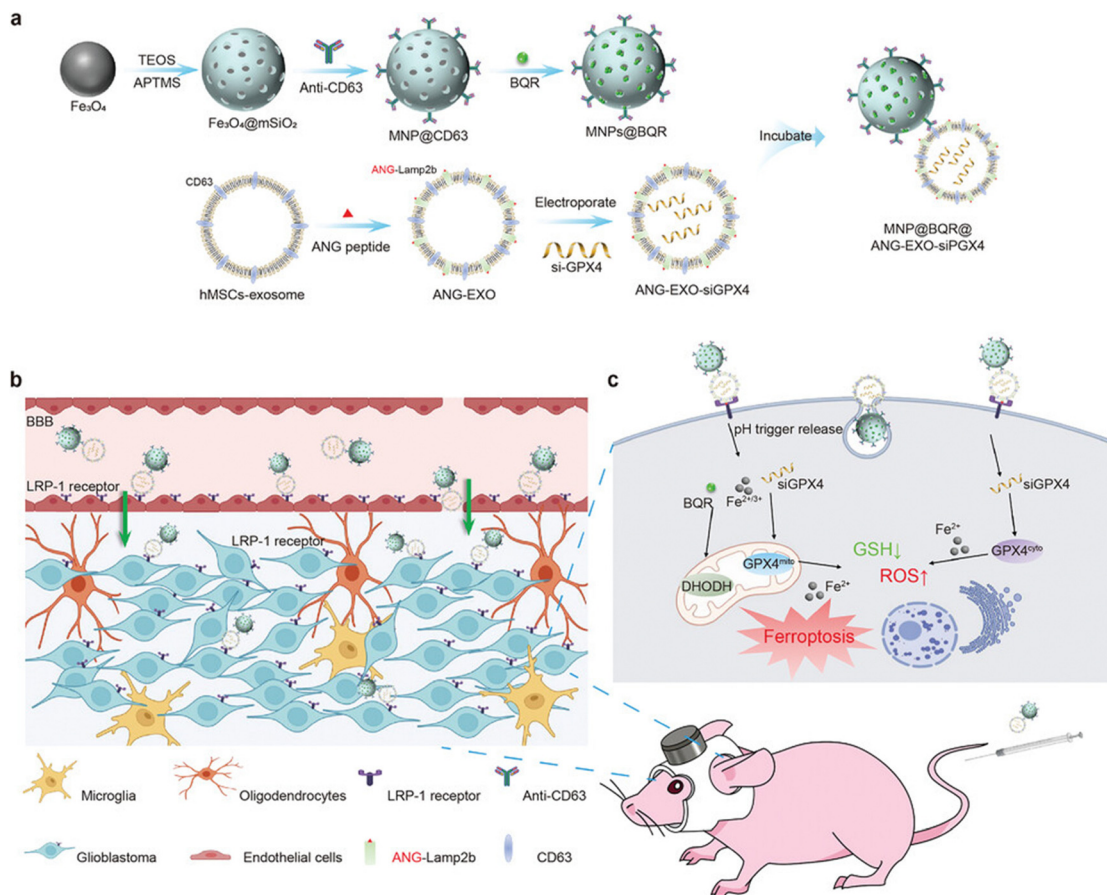 a
Fe₃O₄
TEOS
APTMS
Fe₃O₄@mSiO₂
Anti-CD63
MNP@CD63
BQR
MNPs@BQR
Incubate
MNP@BQR@
ANG-EXO-siPGX4
CD63
hMSCs-exosome
ANG peptide
ANG-Lamp2b
ANG-EXO
Electroporate
si-GPX4
ANG-EXO-siGPX4
b
BBB
LRP-1 receptor
LRP-1 receptor
Microglia
Oligodendrocytes
LRP-1 receptor
Anti-CD63
Glioblastoma
Endothelial cells
ANG-Lamp2b
CD63
c
pH trigger release
BQR
Fe²⁺/³⁺
siGPX4
siGPX4
DHODH
GPX4ᵐⁱᵗᵒ
GSH↓
ROS↑
Fe²⁺
GPX4ᶜʸᵗᵒ
Fe²⁺
Ferroptosis